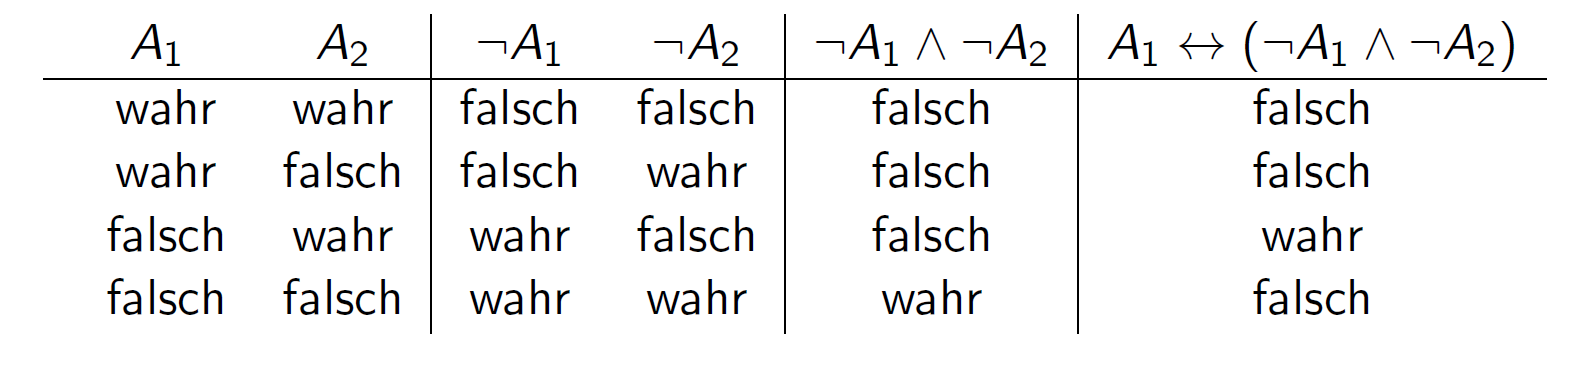 A₁ A₂ ¬A₁ ¬A₂ ¬A₁ ∧ ¬A₂ A₁ ↔ (¬A₁ ∧ ¬A₂)
wahr wahr falsch falsch falsch falsch
wahr falsch falsch wahr falsch falsch
falsch wahr wahr falsch falsch wahr
falsch falsch wahr wahr wahr falsch